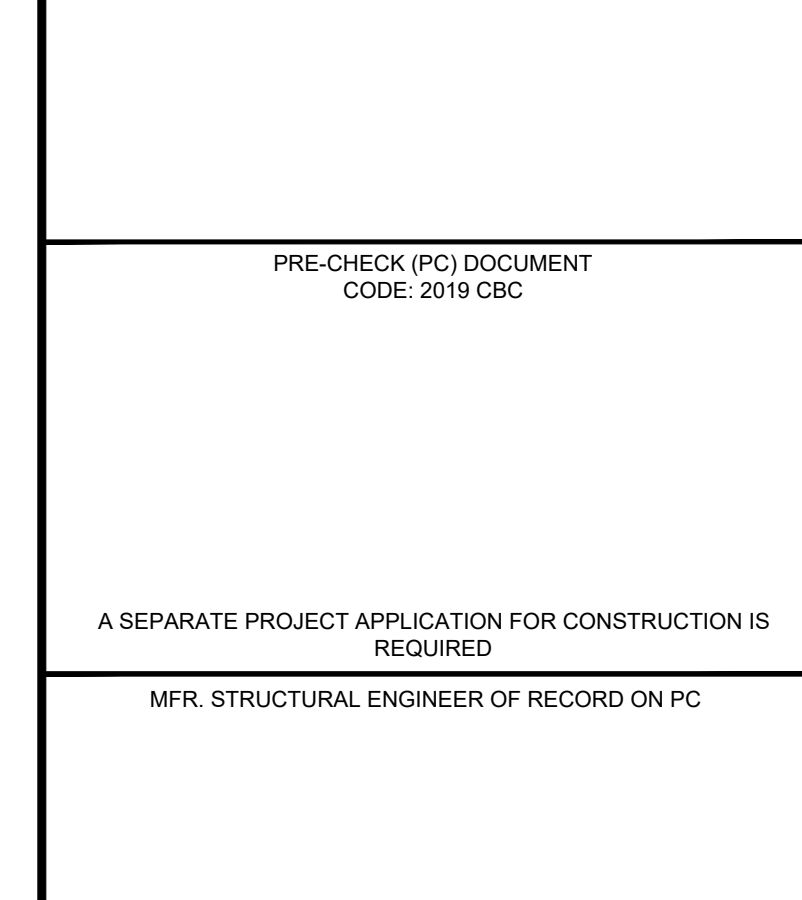 PRE-CHECK (PC) DOCUMENT
CODE: 2019 CBC
A SEPARATE PROJECT APPLICATION FOR CONSTRUCTION IS
REQUIRED
MFR. STRUCTURAL ENGINEER OF RECORD ON PC